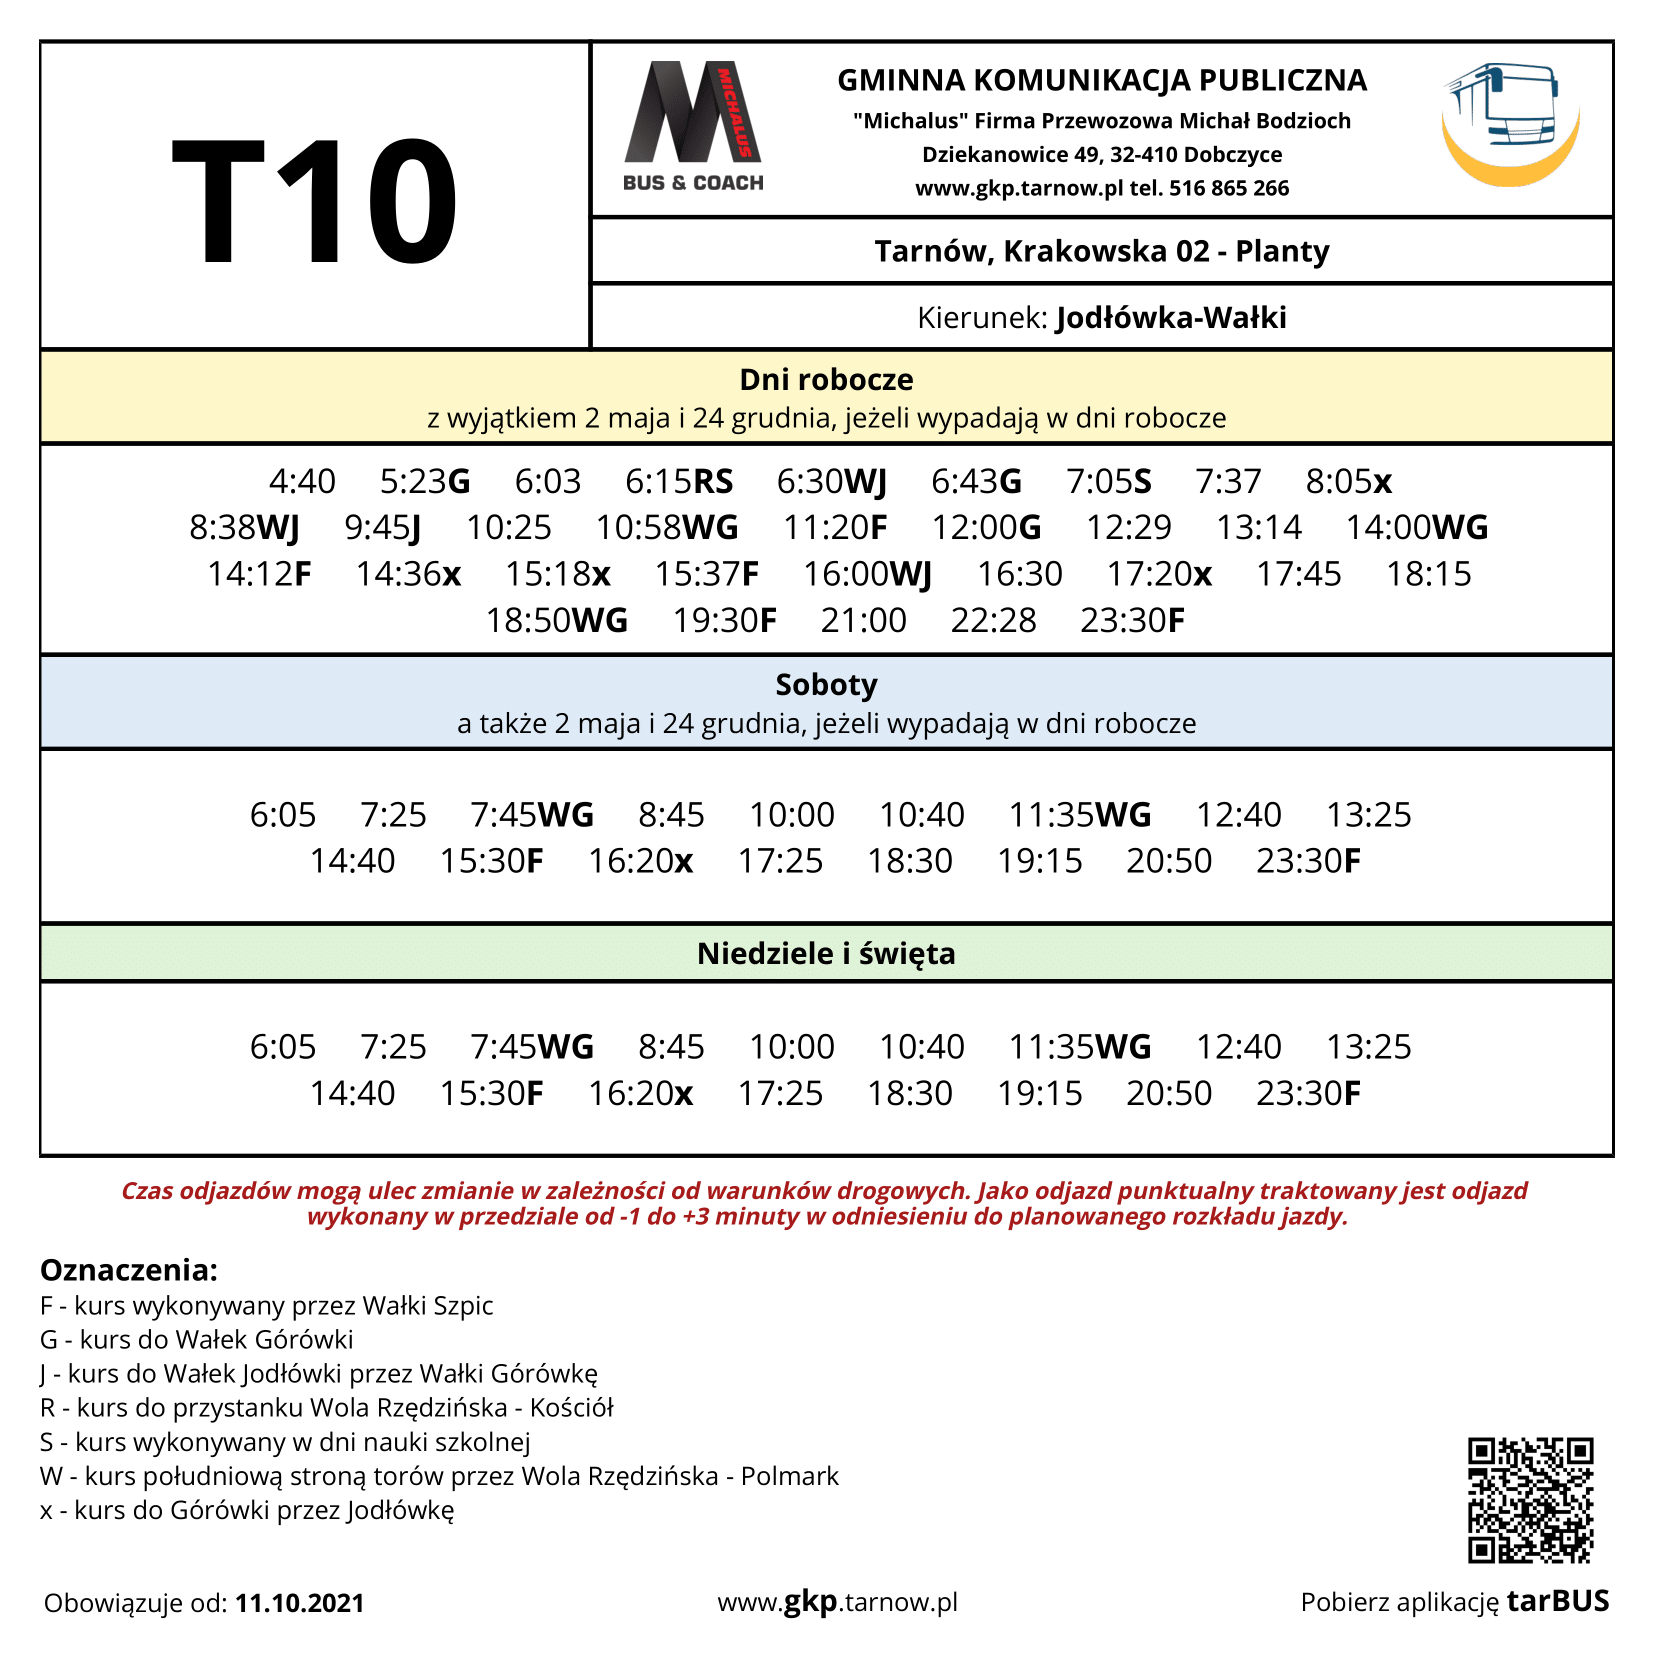 T10
MICHALUS
BUS & COACH
GMINNA KOMUNIKACJA PUBLICZNA
"Michalus" Firma Przewozowa Michał Bodzioch
Dziekanowice 49, 32-410 Dobczyce
www.gkp.tarnow.pl tel. 516 865 266
Tarnów, Krakowska 02 - Planty
Kierunek: Jodłówka-Wałki
Dni robocze
z wyjątkiem 2 maja i 24 grudnia, jeżeli wypadają w dni robocze
4:40 5:23G 6:03 6:15RS 6:30WJ 6:43G 7:05S 7:37 8:05x
8:38WJ 9:45J 10:25 10:58WG 11:20F 12:00G 12:29 13:14 14:00WG
14:12F 14:36x 15:18x 15:37F 16:00WJ 16:30 17:20x 17:45 18:15
18:50WG 19:30F 21:00 22:28 23:30F
Soboty
a także 2 maja i 24 grudnia, jeżeli wypadają w dni robocze
6:05 7:25 7:45WG 8:45 10:00 10:40 11:35WG 12:40 13:25
14:40 15:30F 16:20x 17:25 18:30 19:15 20:50 23:30F
Niedziele i święta
6:05 7:25 7:45WG 8:45 10:00 10:40 11:35WG 12:40 13:25
14:40 15:30F 16:20x 17:25 18:30 19:15 20:50 23:30F
Czas odjazdów mogą ulec zmianie w zależności od warunków drogowych. Jako odjazd punktualny traktowany jest odjazd
wykonany w przedziale od -1 do +3 minuty w odniesieniu do planowanego rozkładu jazdy.
Oznaczenia:
F - kurs wykonywany przez Wałki Szpic
G - kurs do Wałek Górówki
J - kurs do Wałek Jodłówki przez Wałki Górówkę
R - kurs do przystanku Wola Rzędzińska - Kościół
S - kurs wykonywany w dni nauki szkolnej
W - kurs południową stroną torów przez Wola Rzędzińska - Polmark
x - kurs do Górówki przez Jodłówkę
Obowiązuje od: 11.10.2021
www.gkp.tarnow.pl
Pobierz aplikację tarBUS